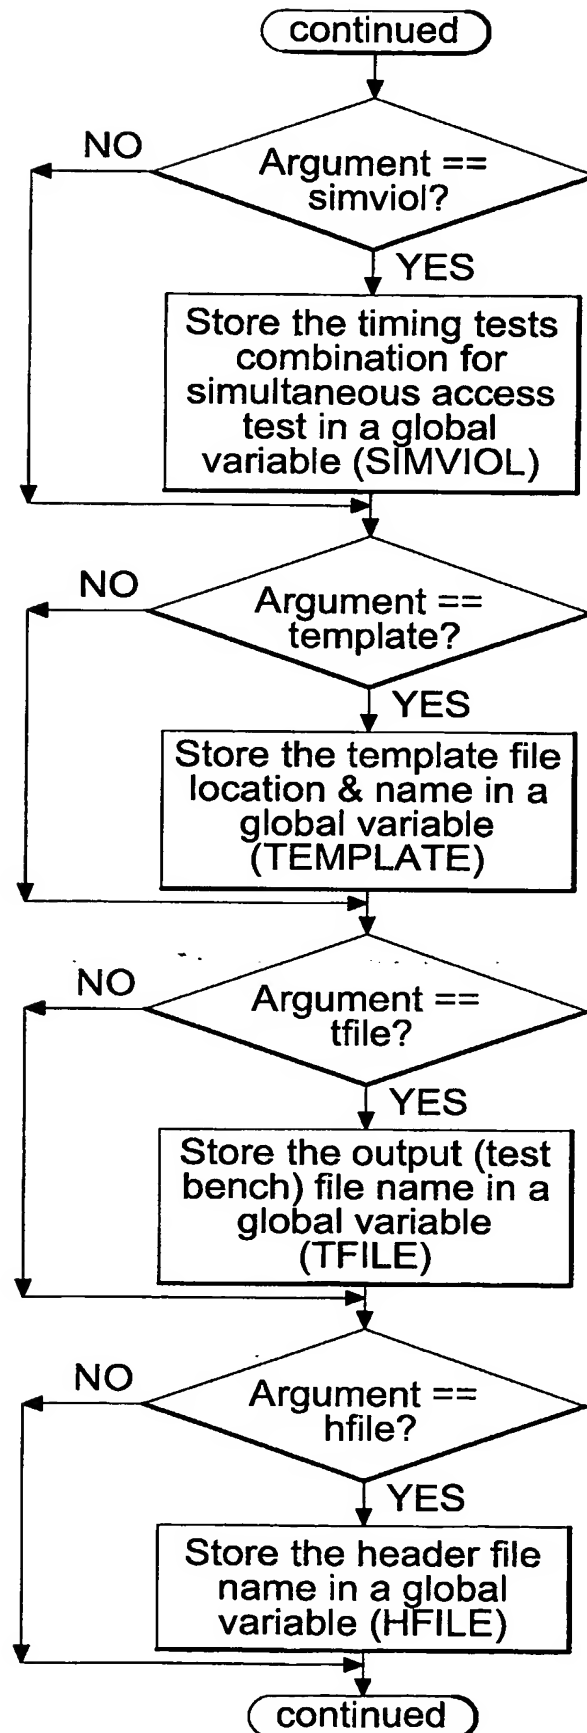 continued
NO
Argument ==
simviol?
YES
Store the timing tests
combination for
simultaneous access
test in a global
variable (SIMVIOL)
NO
Argument ==
template?
YES
Store the template file
location & name in a
global variable
(TEMPLATE)
NO
Argument ==
tfile?
YES
Store the output (test
bench) file name in a
global variable
(TFILE)
NO
Argument ==
hfile?
YES
Store the header file
name in a global
variable (HFILE)
continued